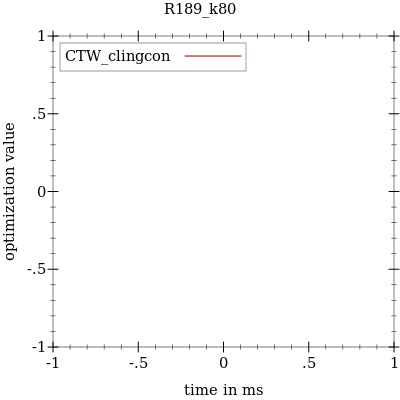 R189_k80
1
CTW_clingcon
.5
0
-.5
-1
-1
-.5
0
.5
1
optimization value
time in ms